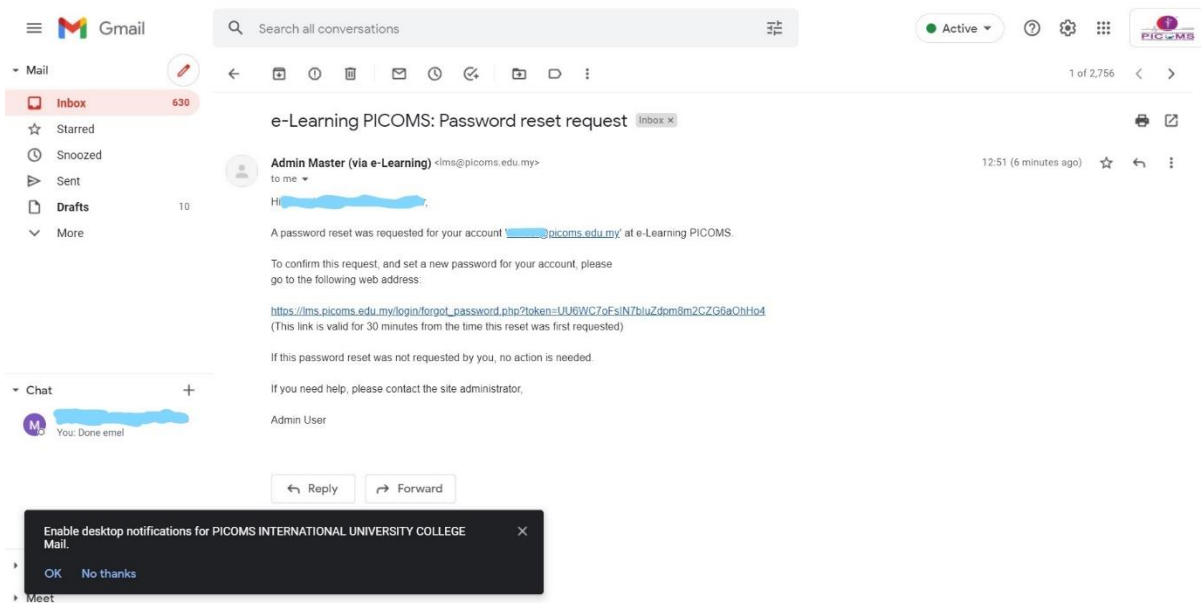 Gmail
Search all conversations
Active
PICOMS
Mail
1 of 2,756
Inbox 630
Starred
Snoozed
Sent
Drafts 10
More
e-Learning PICOMS: Password reset request Inbox ×
Admin Master (via e-Learning) <lms@picoms.edu.my> 12:51 (6 minutes ago)
to me
Hi
A password reset was requested for your account '@picoms.edu.my' at e-Learning PICOMS.
To confirm this request, and set a new password for your account, please
go to the following web address:
https://lms.picoms.edu.my/login/forgot_password.php?token=UU6WC7oFsIN7bIuZdpm8m2CZG6aOhHo4
(This link is valid for 30 minutes from the time this reset was first requested)
If this password reset was not requested by you, no action is needed.
If you need help, please contact the site administrator,
Admin User
Chat
M
You: Done emel
Reply Forward
Enable desktop notifications for PICOMS INTERNATIONAL UNIVERSITY COLLEGE
Mail.
OK No thanks
Meet